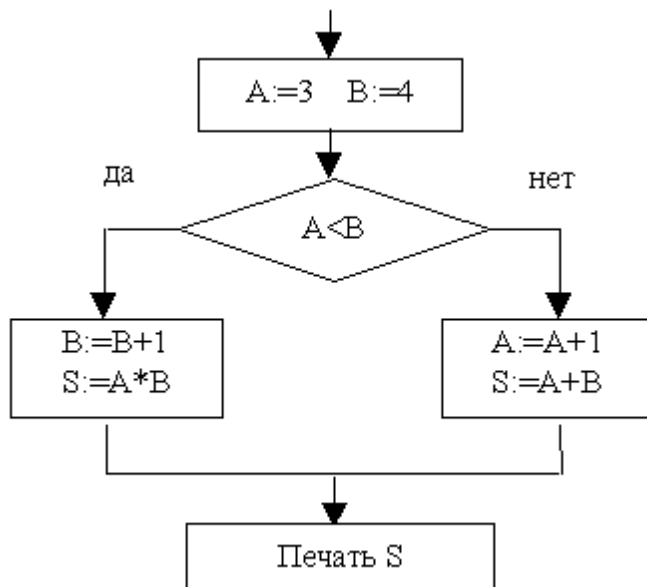 A:=3 B:=4
да
нет
A<B
B:=B+1
S:=A*B
A:=A+1
S:=A+B
Печать S